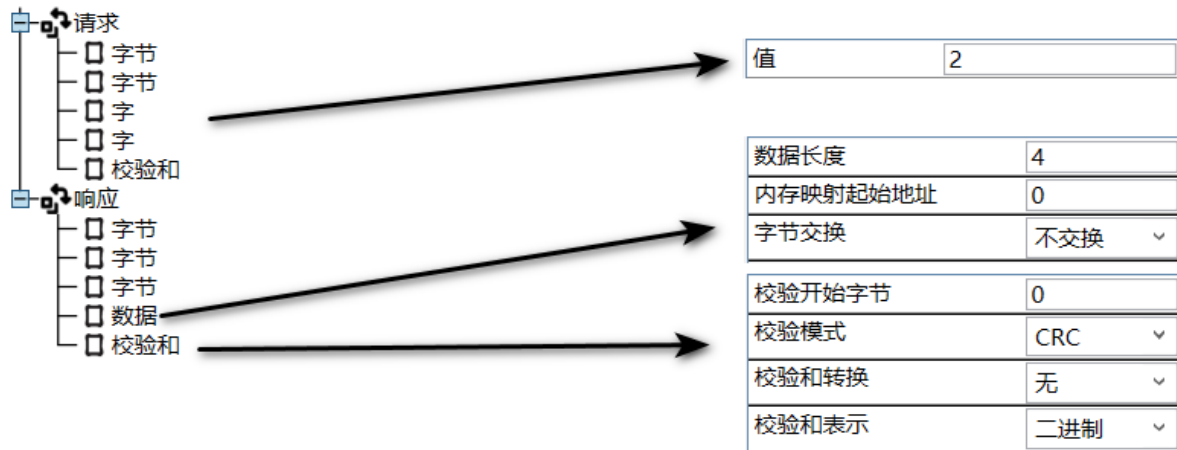 请求
字节
字节
字
字
校验和
响应
字节
字节
字节
数据
校验和
值 2
数据长度 4
内存映射起始地址 0
字节交换 不交换
校验开始字节 0
校验模式 CRC
校验和转换 无
校验和表示 二进制